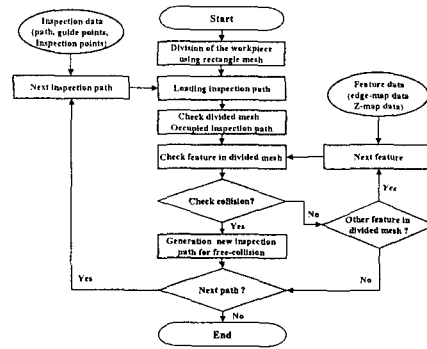 Start
Inspection data
(path, guide points,
Inspection points)
Division of the workpiece
using rectangle mesh
Next inspection path
Loading inspection path
Feature data
(edge-map data
Z-map data)
Check divided mesh
Occupied inspection path
Check feature in divided mesh
Next feature
Check collision?
No
Yes
Other feature in
divided mesh ?
Yes
Generation new inspection
path for free-collision
Yes
No
Next path ?
No
End